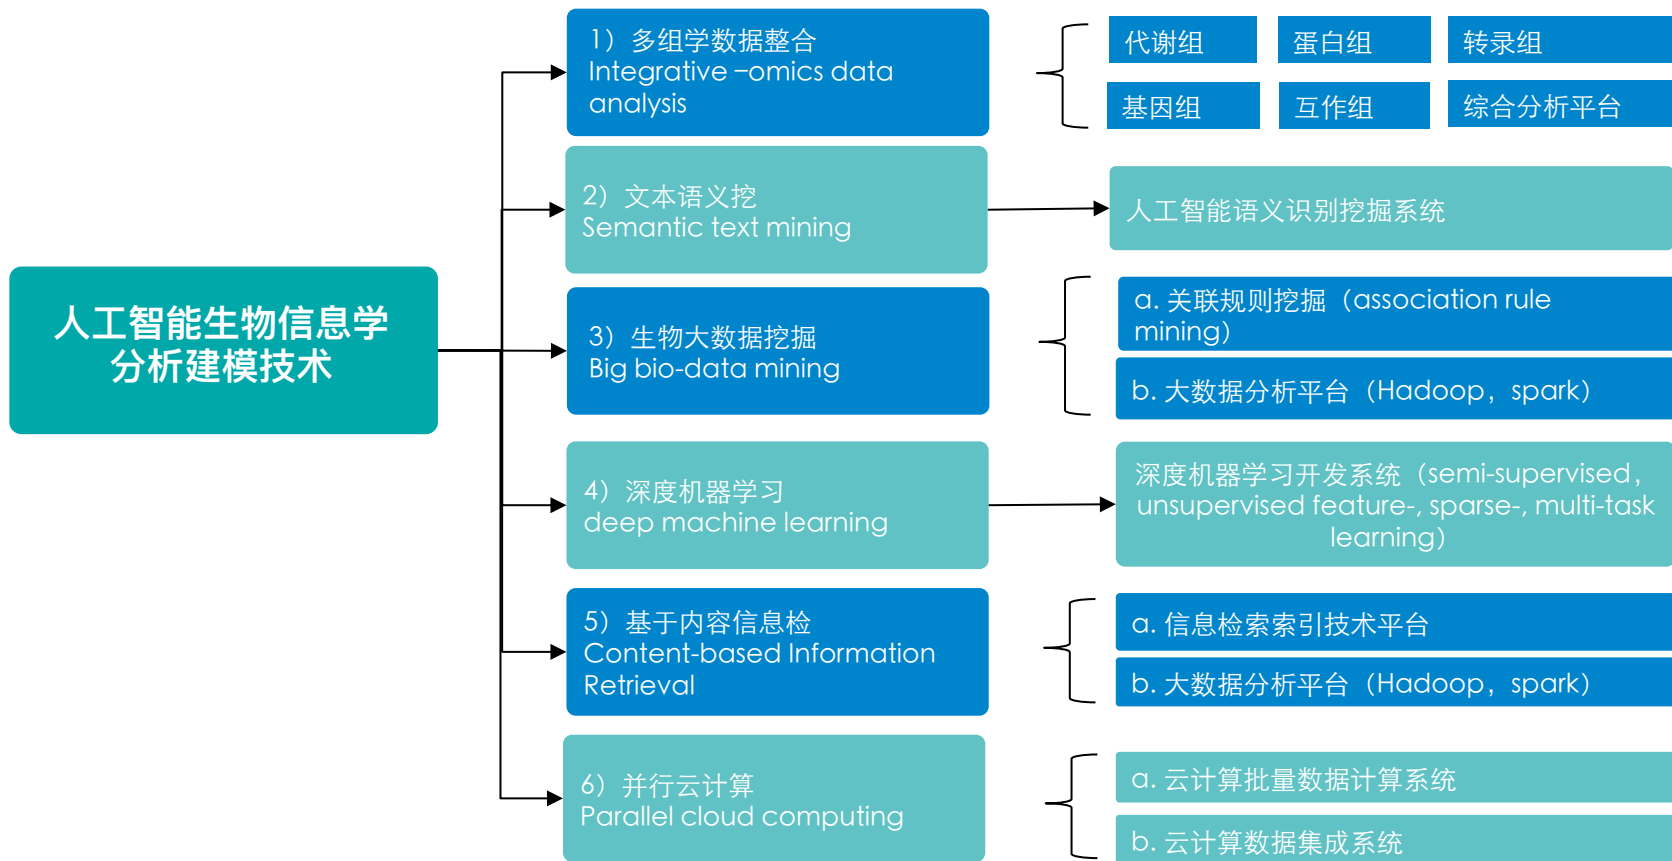 人工智能生物信息学
分析建模技术
1）多组学数据整合
Integrative –omics data
analysis
代谢组
蛋白组
转录组
基因组
互作组
综合分析平台
2）文本语义挖
Semantic text mining
人工智能语义识别挖掘系统
3）生物大数据挖掘
Big bio-data mining
a. 关联规则挖掘（association rule
mining）
b. 大数据分析平台（Hadoop，spark）
4）深度机器学习
deep machine learning
深度机器学习开发系统（semi-supervised，
unsupervised feature-, sparse-, multi-task
learning）
5）基于内容信息检
Content-based Information
Retrieval
a. 信息检索索引技术平台
b. 大数据分析平台（Hadoop，spark）
6）并行云计算
Parallel cloud computing
a. 云计算批量数据计算系统
b. 云计算数据集成系统